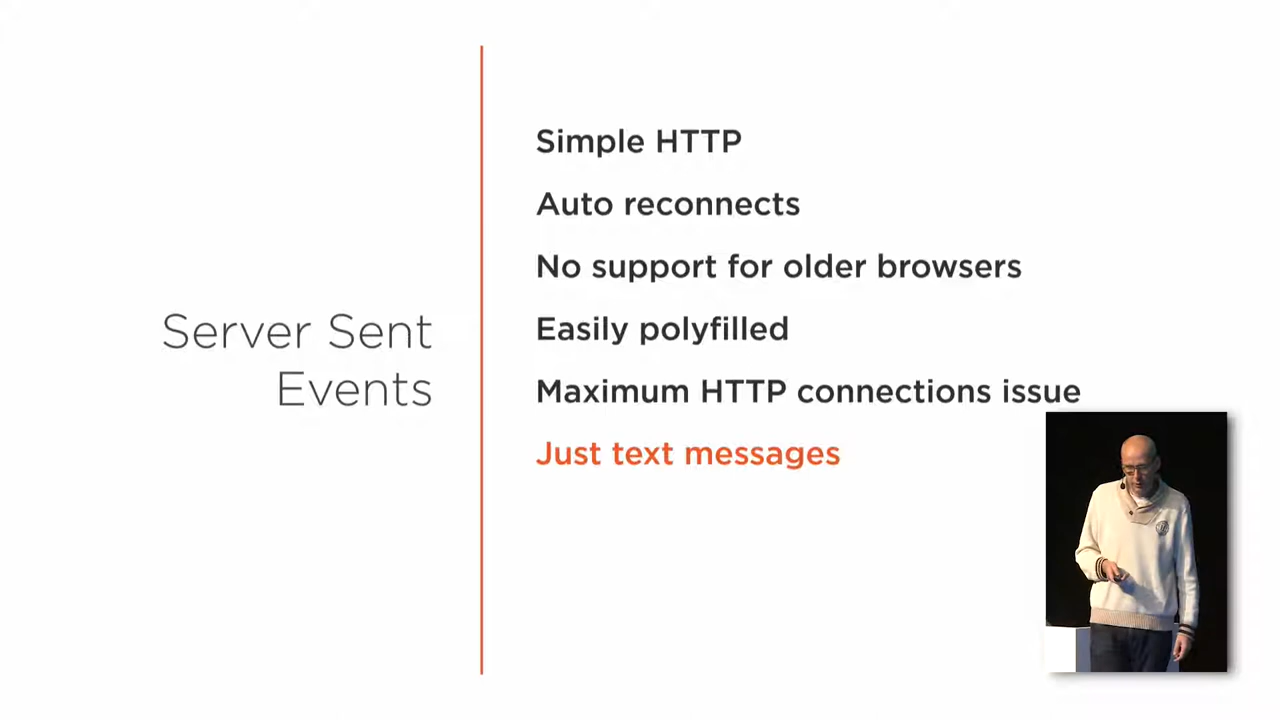 Server Sent
Events
Simple HTTP
Auto reconnects
No support for older browsers
Easily polyfilled
Maximum HTTP connections issue
Just text messages